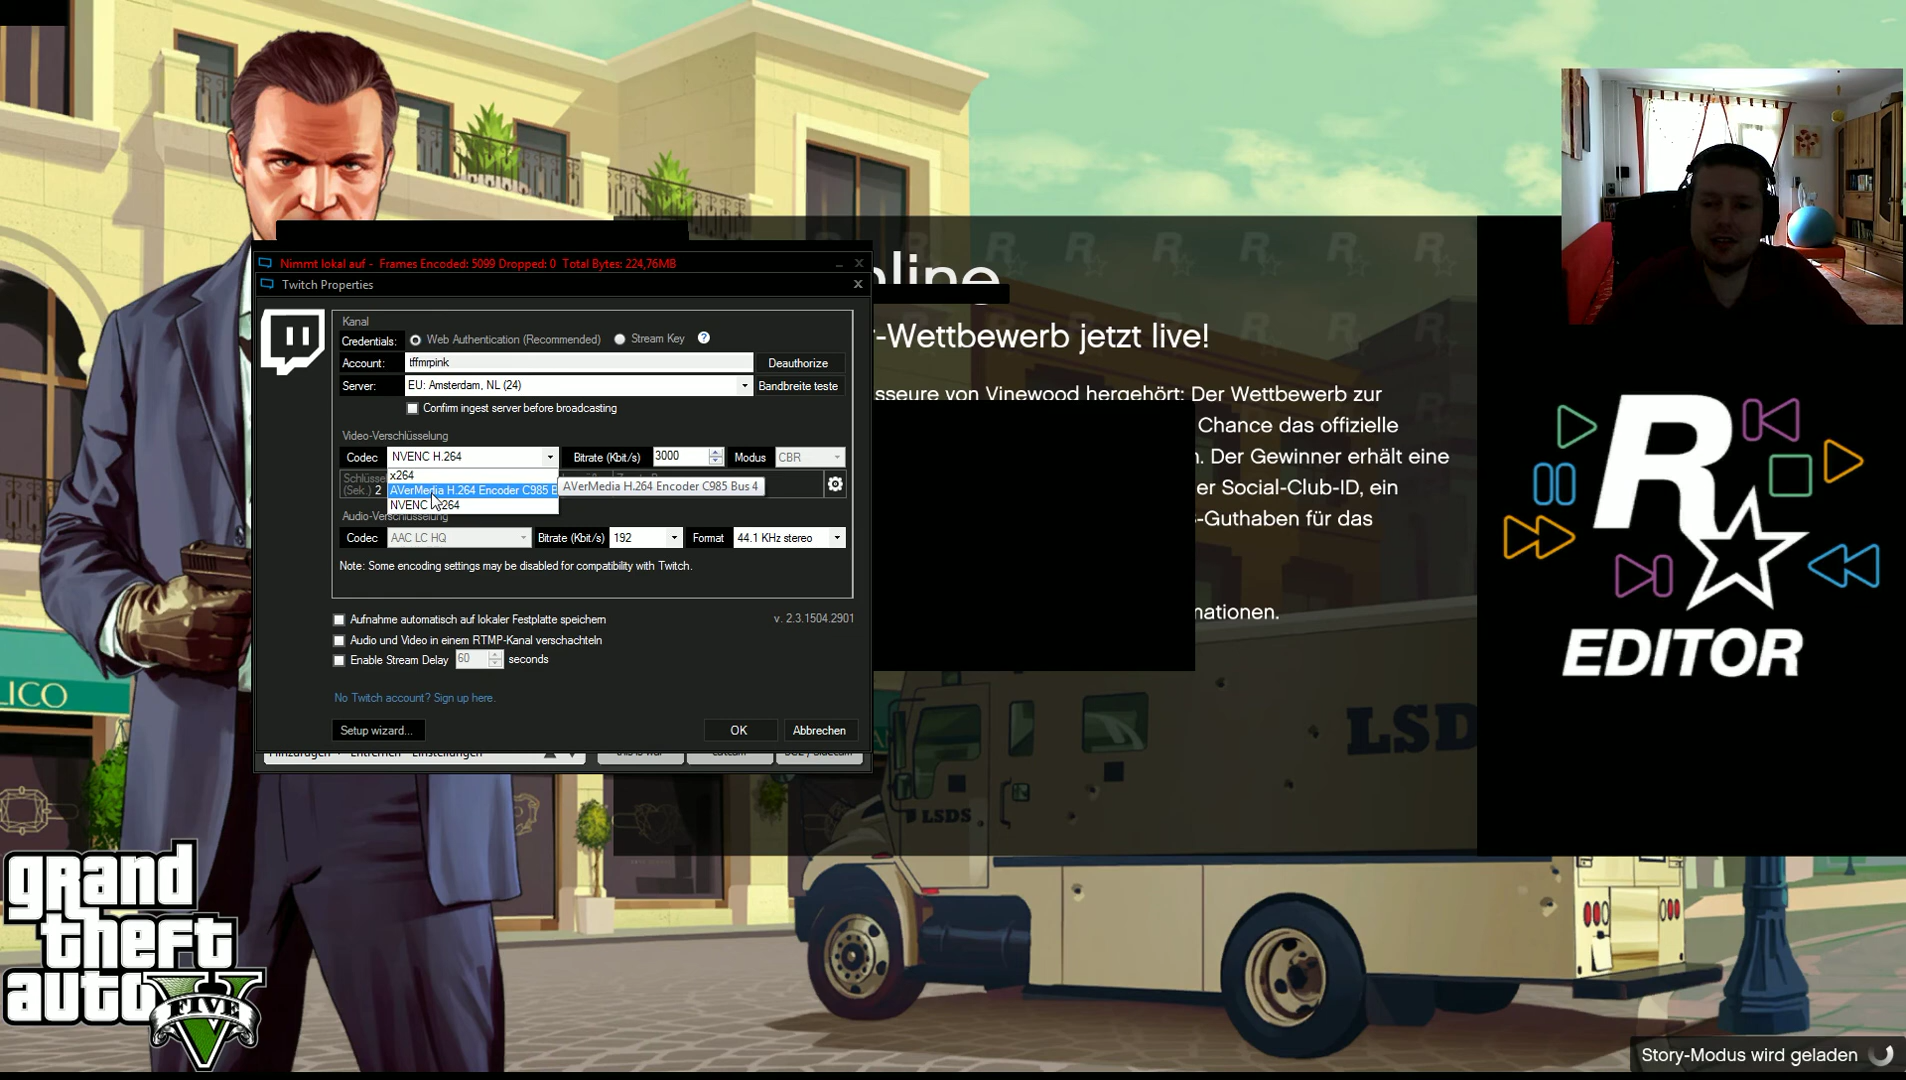 Nimmt lokal auf - Frames Encoded: 5099 Dropped: 0 Total Bytes: 224,76MB
Twitch Properties
Kanal
Credentials: Web Authentication (Recommended) Stream Key ?
Account: tffmrpink Deauthorize
Server: EU: Amsterdam, NL (24) Bandbreite teste
Confirm ingest server before broadcasting
Video-Verschlüsselung
Codec NVENC H.264 Bitrate (Kbit/s) 3000 Modus CBR
x264
(Sek.) 2 AVerMedia H.264 Encoder C985 B
AVerMedia H.264 Encoder C985 Bus 4
NVENC
Codec AAC LC HQ Bitrate (Kbit/s) 192 Format 44.1 KHz stereo
Note: Some encoding settings may be disabled for compatibility with Twitch.
Aufnahme automatisch auf lokaler Festplatte speichern v. 2.3.1504.2901
Audio und Video in einem RTMP-Kanal verschachteln
Enable Stream Delay 60 seconds
No Twitch account? Sign up here.
Setup wizard... OK Abbrechen
nline
-Wettbewerb jetzt live!
sseure von Vinewood hergehört: Der Wettbewerb zur
Chance das offizielle
n. Der Gewinner erhält eine
er Social-Club-ID, ein
-Guthaben für das
mationen.
R
EDITOR
LICO
LSD
LSDS
grand
theft
auto
FIVE
Story-Modus wird geladen